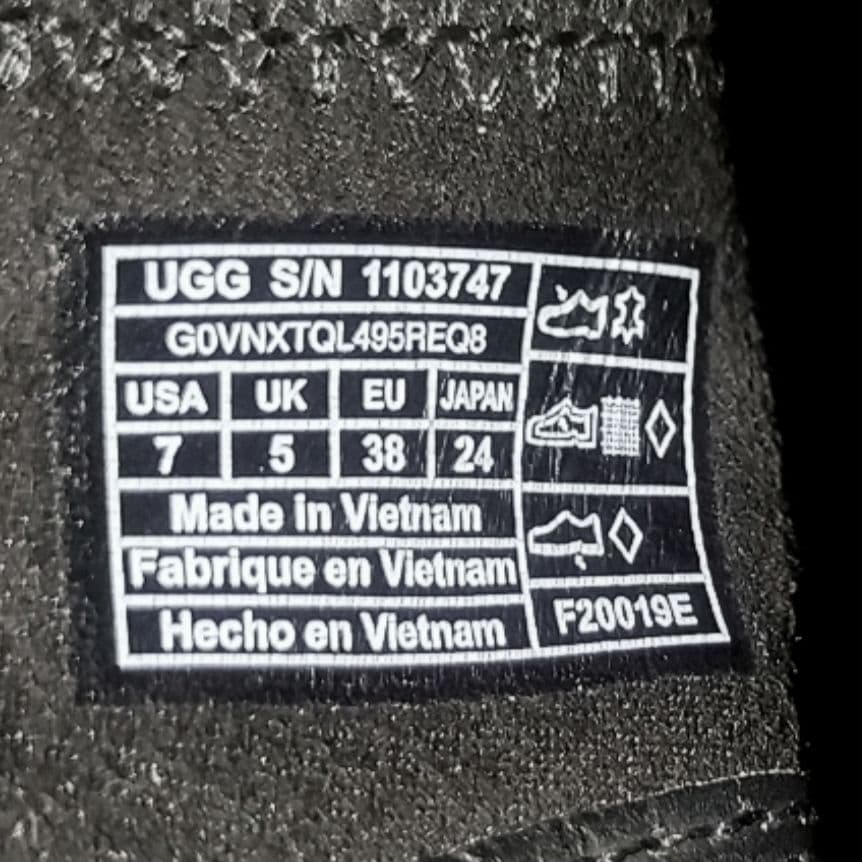 UGG S/N 1103747
G0VNXTQL495REQ8
USA UK EU JAPAN
7 5 38 24
Made in Vietnam
Fabrique en Vietnam
Hecho en Vietnam
F20019E